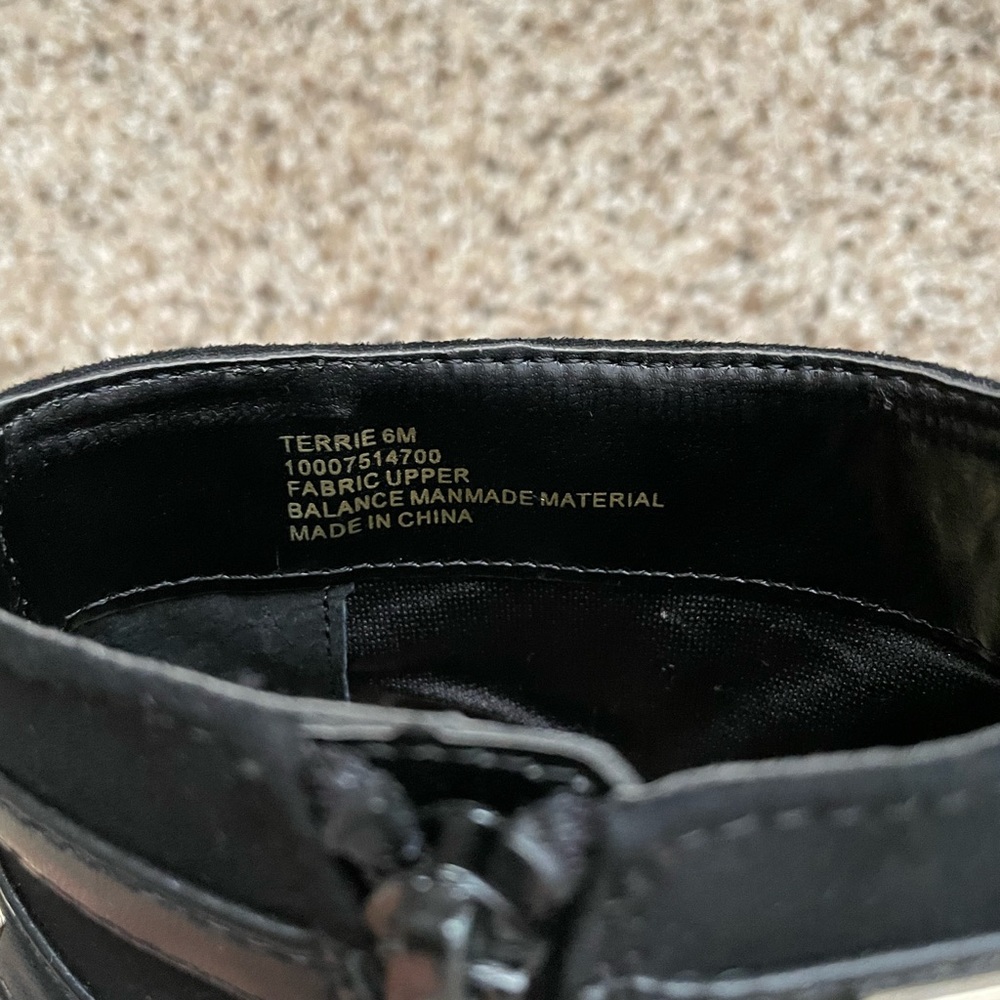 TERRIE 6M
10007514700
FABRIC UPPER
BALANCE MANMADE MATERIAL
MADE IN CHINA